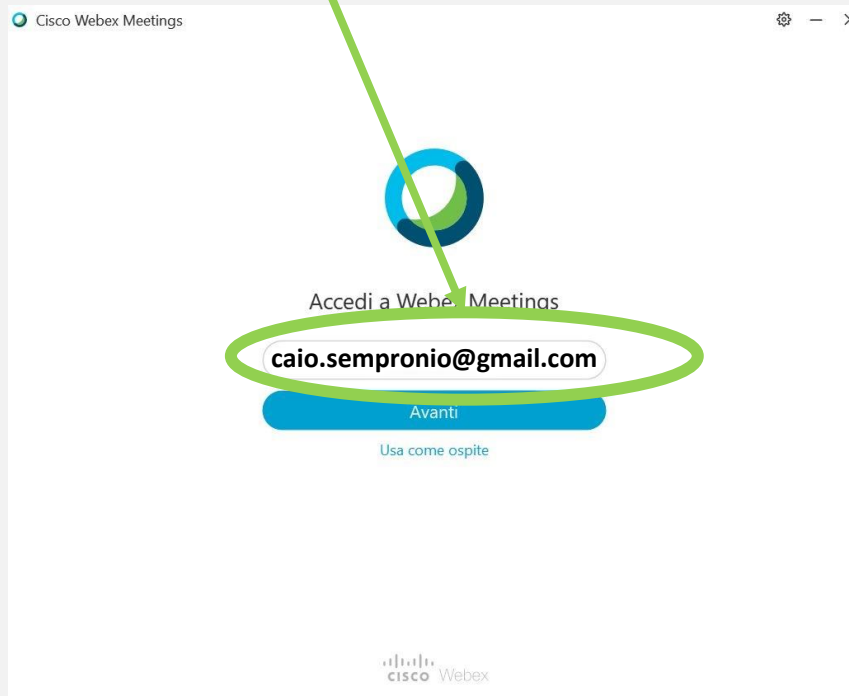 Cisco Webex Meetings
Accedi a Webex Meetings
caio.sempronio@gmail.com
Avanti
Usa come ospite
cisco Webex